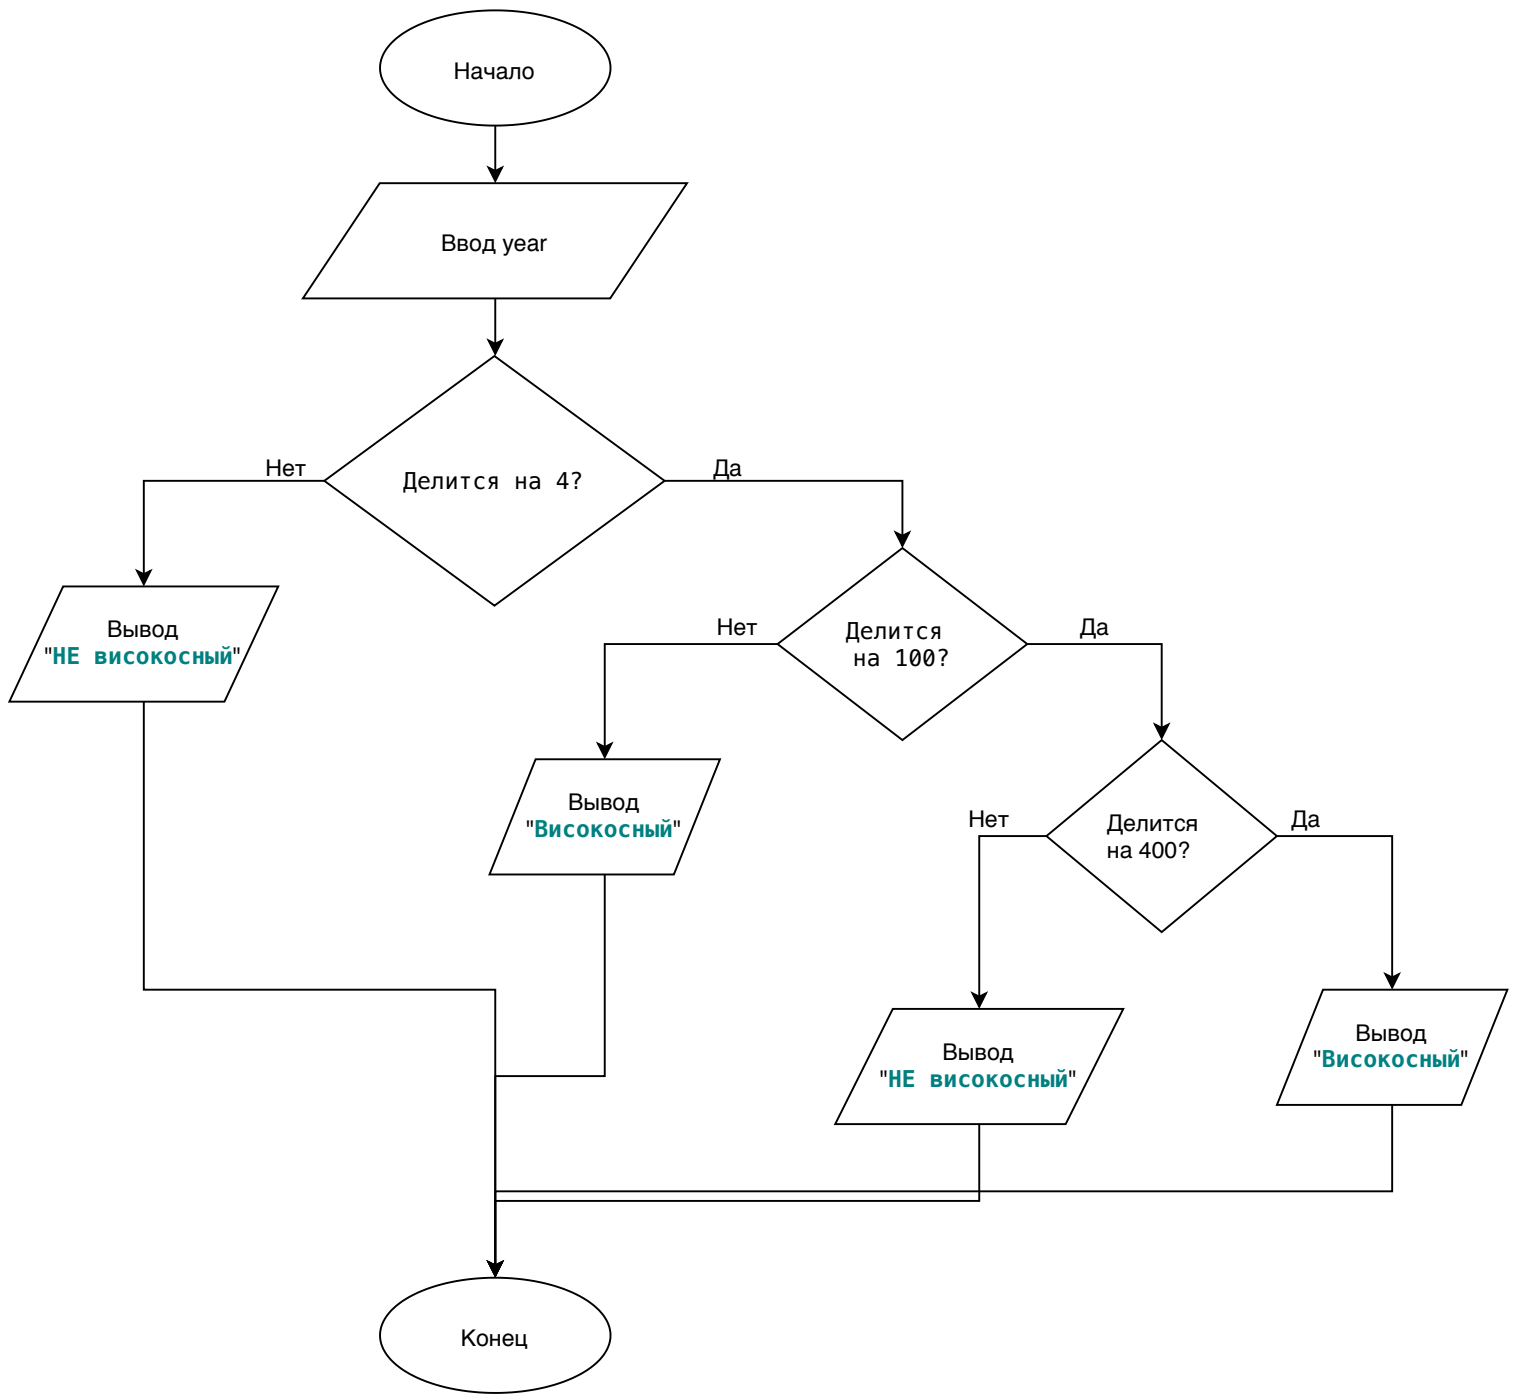 Начало
Ввод year
Делится на 4?
Нет
Да
Вывод
"НЕ високосный"
Делится
на 100?
Нет
Да
Вывод
"Високосный"
Делится
на 400?
Нет
Да
Вывод
"НЕ високосный"
Вывод
"Високосный"
Конец